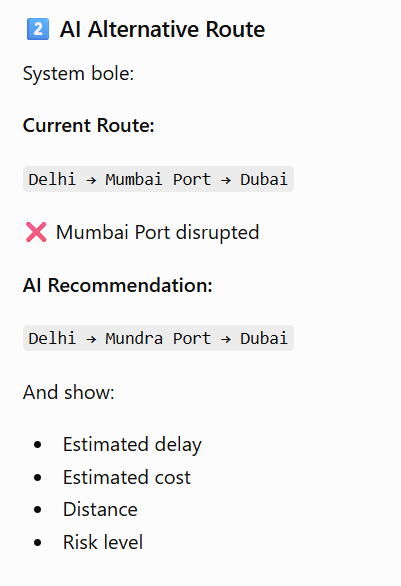 2️⃣ AI Alternative Route
System bole:
Current Route:
Delhi → Mumbai Port → Dubai
❌ Mumbai Port disrupted
AI Recommendation:
Delhi → Mundra Port → Dubai
And show:
• Estimated delay
• Estimated cost
• Distance
• Risk level